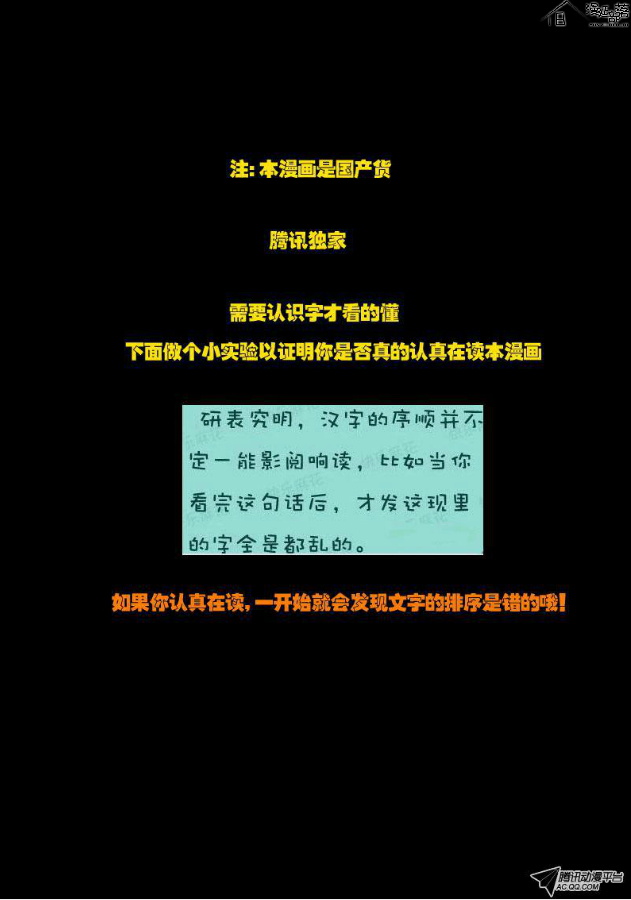 漫征部落
注: 本漫画是国产货
腾讯独家
需要认识字才看的懂
下面做个小实验以证明你是否真的认真在读本漫画
研表究明，汉字的序顺并不
定一能影阅响读，比如当你
看完这句话后，才发这现里
的字全是都乱的。
如果你认真在读, 一开始就会发现文字的排序是错的哦!
腾讯动漫平台
AC.QQ.COM